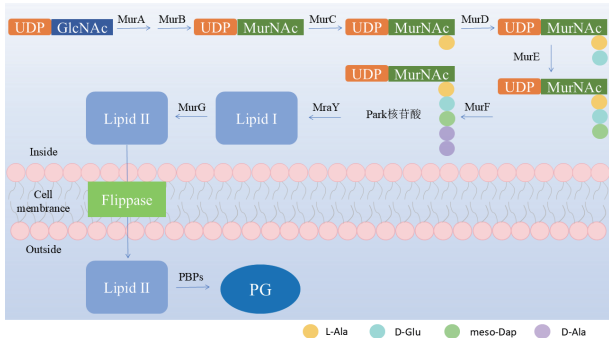 MurA MurB MurC MurD
UDP GlcNAc UDP MurNAc UDP MurNAc UDP MurNAc
MurE
UDP MurNAc UDP MurNAc
MurG MraY MurF
Lipid II Lipid I Park核苷酸
Inside
Cell
membrance
Flippase
Outside
Lipid II PBPs PG
L-Ala D-Glu meso-Dap D-Ala